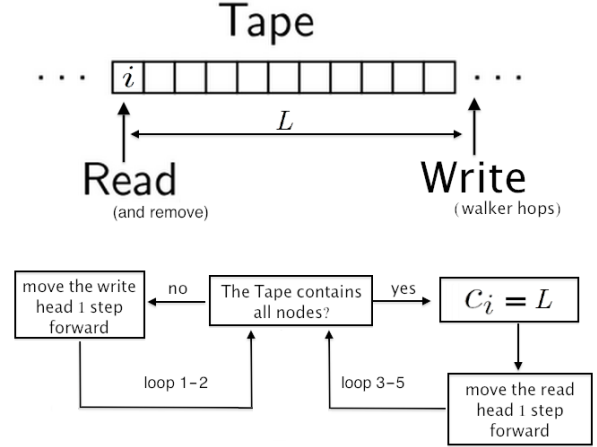 Tape
· · · i · · ·
L
Read Write
(and remove) (walker hops)
move the write
head 1 step
forward
no
The Tape contains
all nodes?
yes
Cᵢ = L
loop 1-2
loop 3-5
move the read
head 1 step
forward